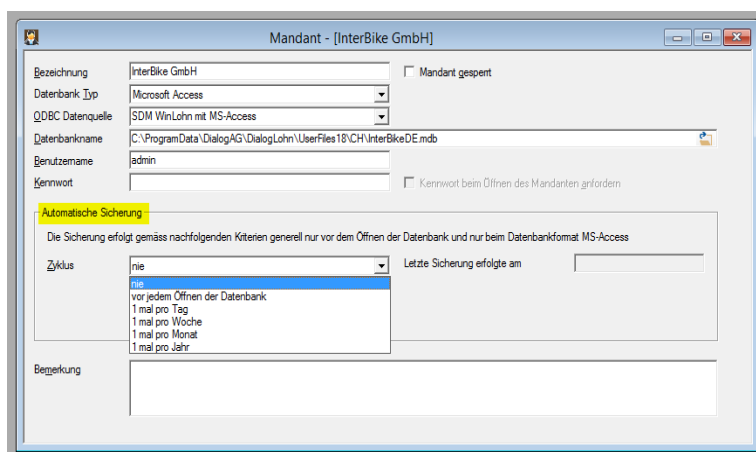 Mandant - [InterBike GmbH]
Bezeichnung InterBike GmbH Mandant gesperrt
Datenbank Typ Microsoft Access
ODBC Datenquelle SDM WinLohn mit MS-Access
Datenbankname C:\ProgramData\DialogAG\DialogLohn\UserFiles18\CH\InterBikeDE.mdb
Benutzername admin
Kennwort Kennwort beim Öffnen des Mandanten anfordern
Automatische Sicherung
Die Sicherung erfolgt gemäss nachfolgenden Kriterien generell nur vor dem Öffnen der Datenbank und nur beim Datenbankformat MS-Access
Zyklus nie Letzte Sicherung erfolgte am
nie
vor jedem Öffnen der Datenbank
1 mal pro Tag
1 mal pro Woche
1 mal pro Monat
1 mal pro Jahr
Bemerkung